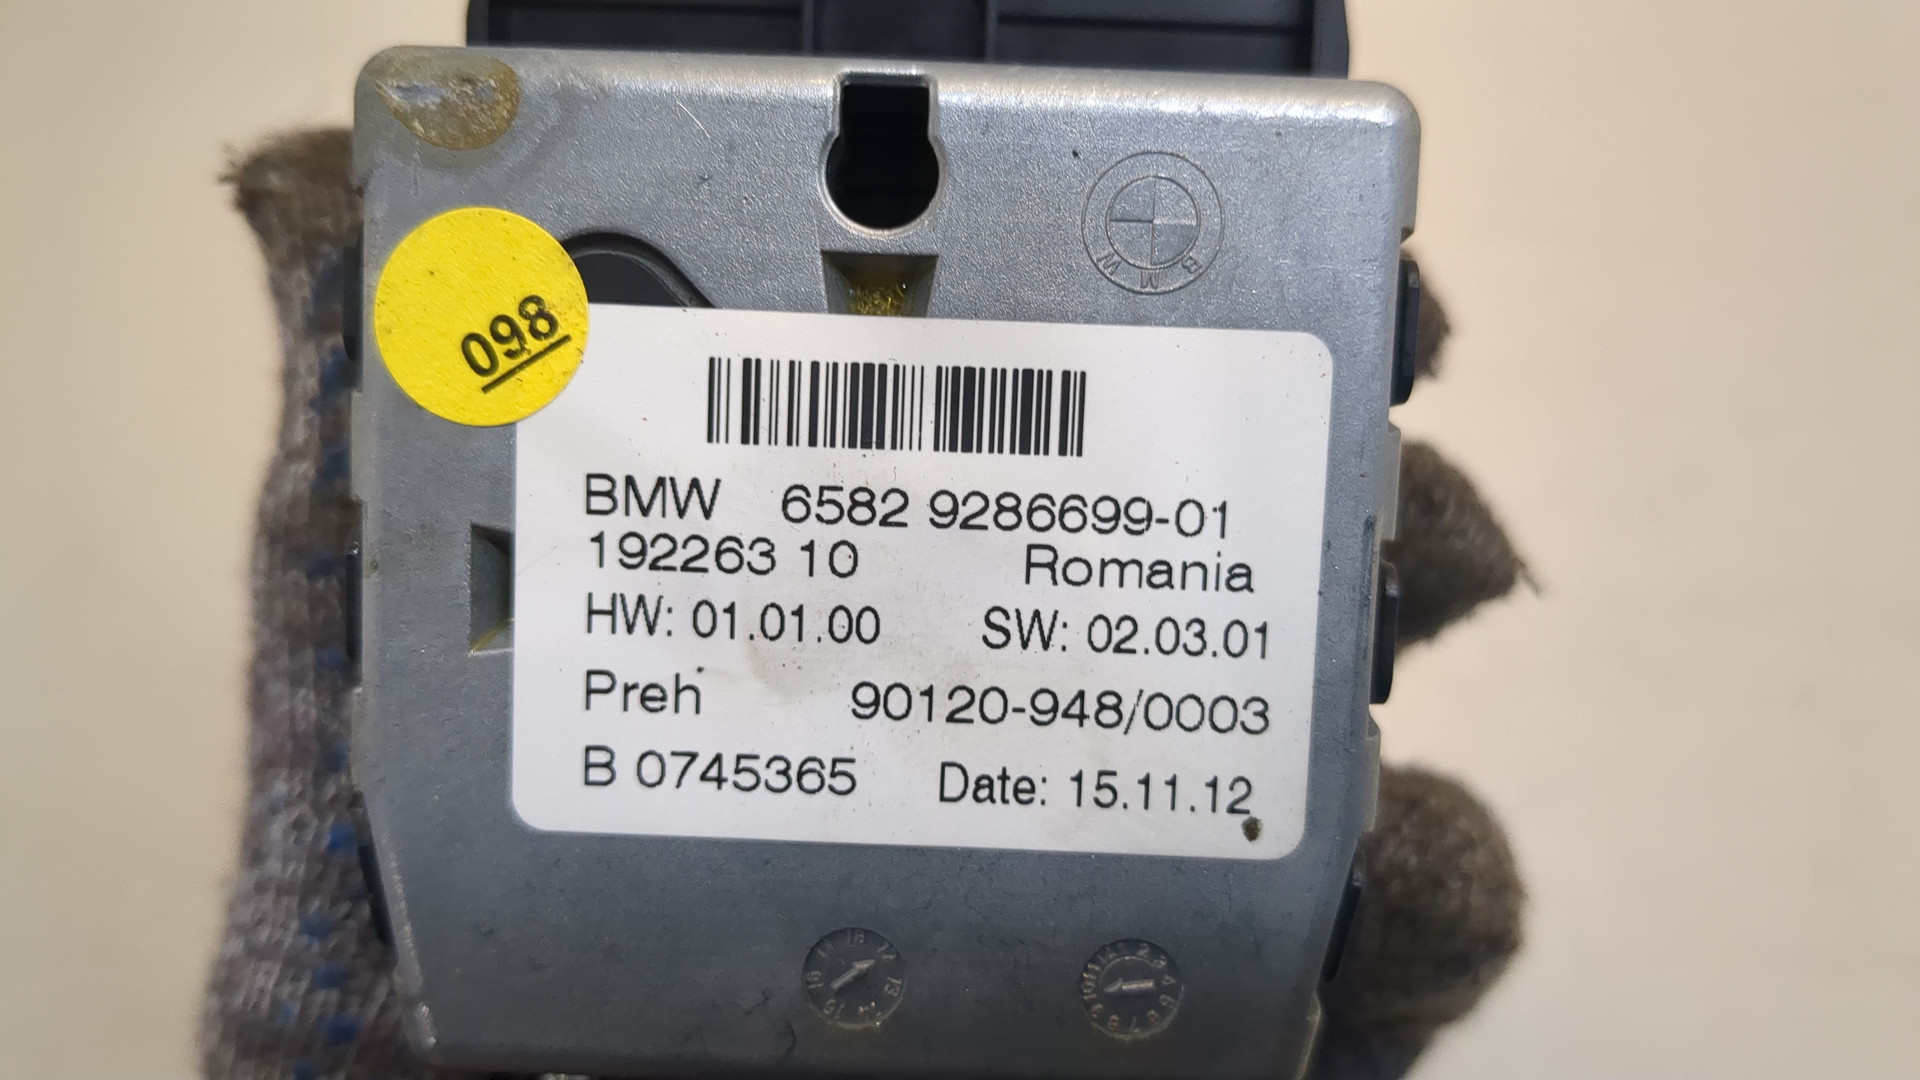 098
BMW
BMW 6582 9286699-01
192263 10 Romania
HW: 01.01.00 SW: 02.03.01
Preh 90120-948/0003
B 0745365 Date: 15.11.12